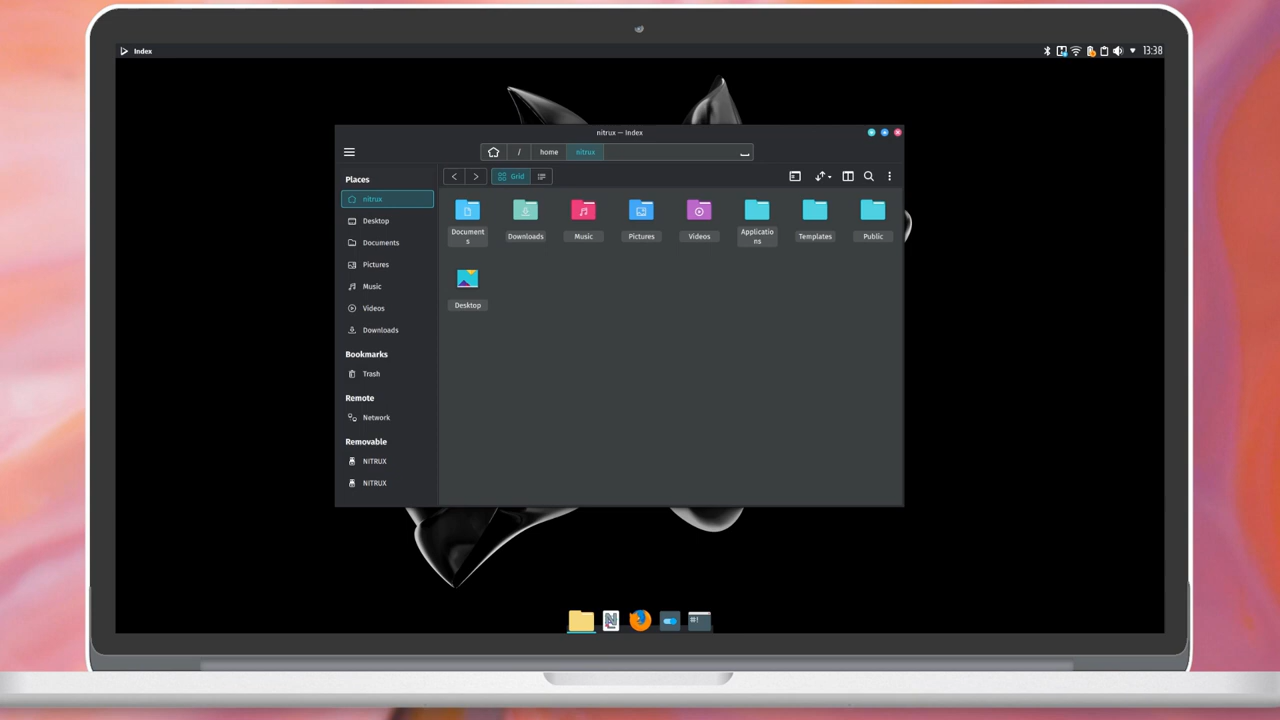 Index
13:38
nitrux — Index
/
home
nitrux
Places
Grid
nitrux
Desktop
Documents
Pictures
Music
Videos
Downloads
Bookmarks
Trash
Remote
Network
Removable
NITRUX
NITRUX
Document
s
Downloads
Music
Pictures
Videos
Applicatio
ns
Templates
Public
Desktop